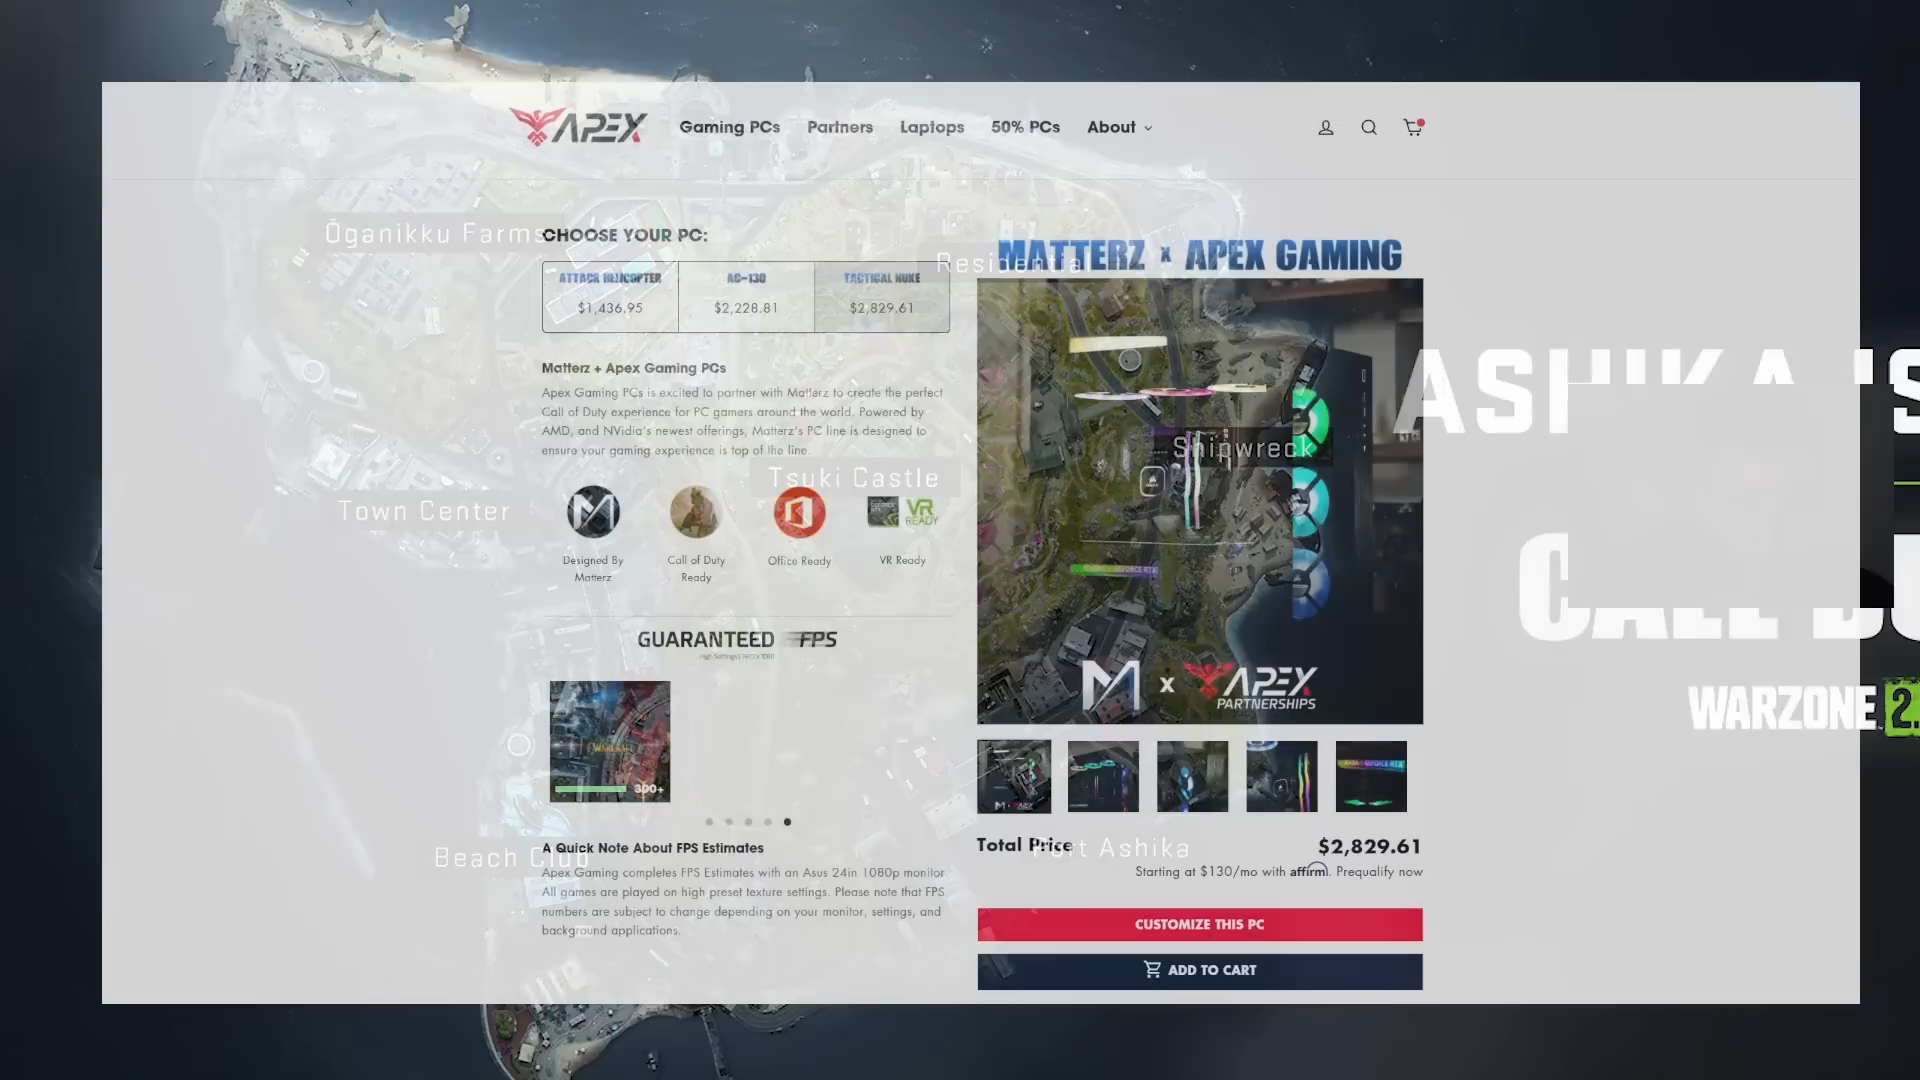 APEX
Gaming PCs
Partners
Laptops
50% PCs
About
Ōganikku Farms
CHOOSE YOUR PC:
ATTACK HELICOPTER
AC-130
TACTICAL NUKE
$1,436.95
$2,228.81
$2,829.61
Residential
MATTERZ x APEX GAMING
Matterz + Apex Gaming PCs
Apex Gaming PCs is excited to partner with Matterz to create the perfect
Call of Duty experience for PC gamers around the world. Powered by
AMD, and NVidia's newest offerings, Matterz's PC line is designed to
ensure your gaming experience is top of the line.
Shipwreck
Tsuki Castle
Town Center
VR
READY
Designed By
Matterz
Call of Duty
Ready
Office Ready
VR Ready
GUARANTEED FPS
300+
M x APEX
PARTNERSHIPS
Total Price
$2,829.61
Starting at $130/mo with affirm. Prequalify now
Port Ashika
Beach Club
A Quick Note About FPS Estimates
Apex Gaming completes FPS Estimates with an Asus 24in 1080p monitor
All games are played on high preset texture settings. Please note that FPS
numbers are subject to change depending on your monitor, settings, and
background applications.
CUSTOMIZE THIS PC
ADD TO CART
ASHIKA IS
CALL DU
WARZONE 2.